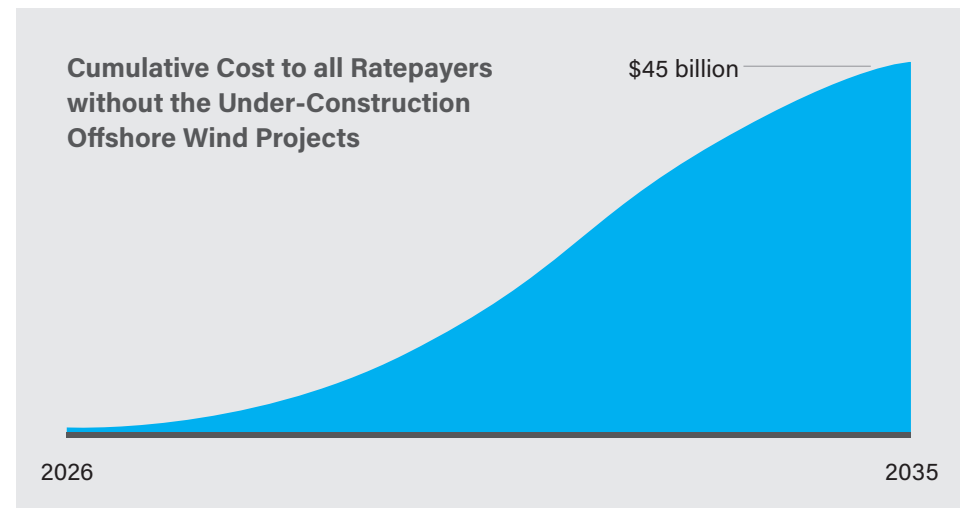 Cumulative Cost to all Ratepayers
without the Under-Construction
Offshore Wind Projects
$45 billion
2026
2035